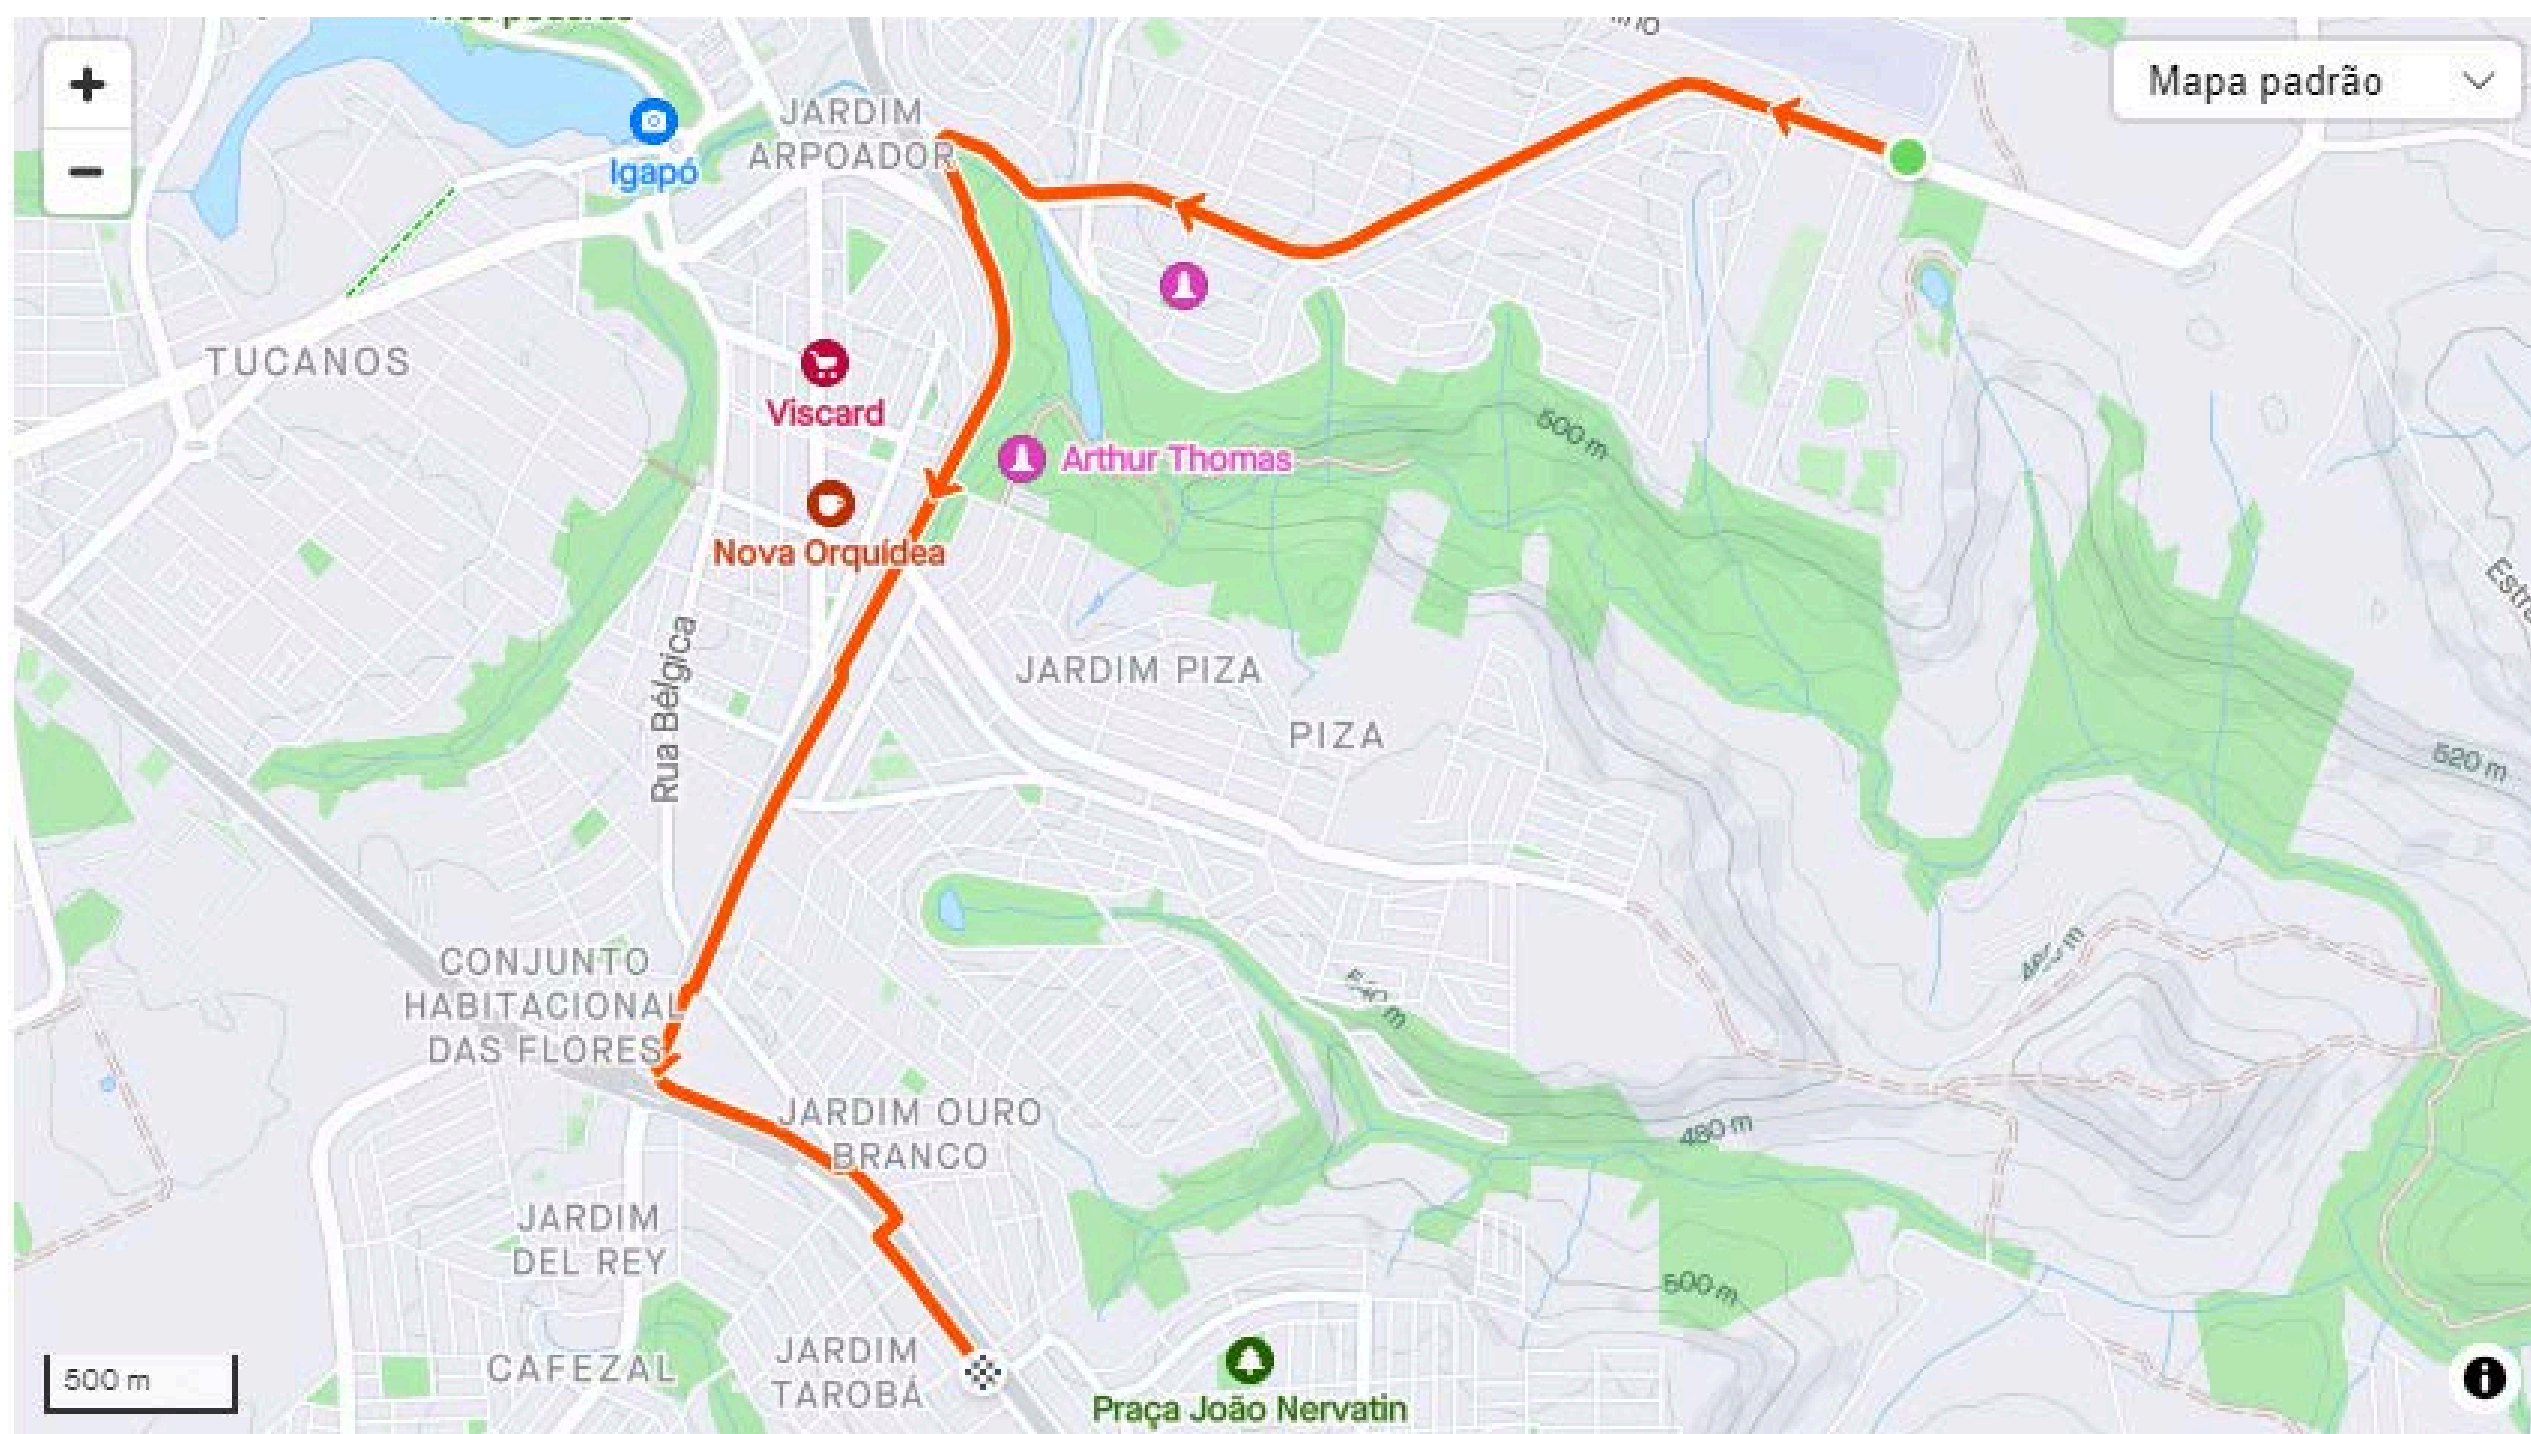 Mapa padrão
JARDIM
ARPOADOR
Igapó
TUCANOS
Viscard
Arthur Thomas
500 m
Nova Orquídea
JARDIM PIZA
Rua Bélgica
PIZA
520 m
CONJUNTO
HABITACIONAL
DAS FLORES
JARDIM OURO
BRANCO
480 m
JARDIM
DEL REY
500 m
JARDIM
TAROBÁ
CAFEZAL
500 m
Praça João Nervatin